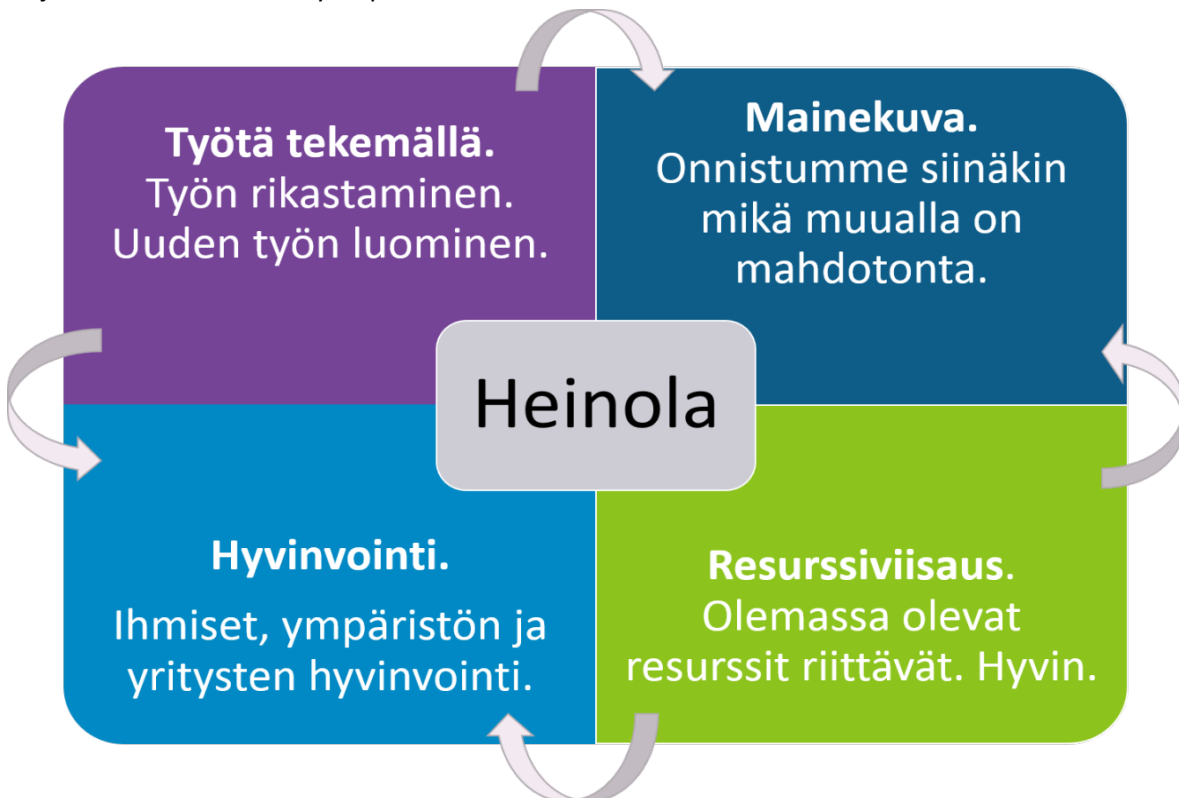 Työtä tekemällä.
Työn rikastaminen.
Uuden työn luominen.
Mainekuva.
Onnistumme siinäkin
mikä muualla on
mahdotonta.
Heinola
Hyvinvointi.
Ihmiset, ympäristön ja
yritysten hyvinvointi.
Resurssiviisaus.
Olemassa olevat
resurssit riittävät. Hyvin.